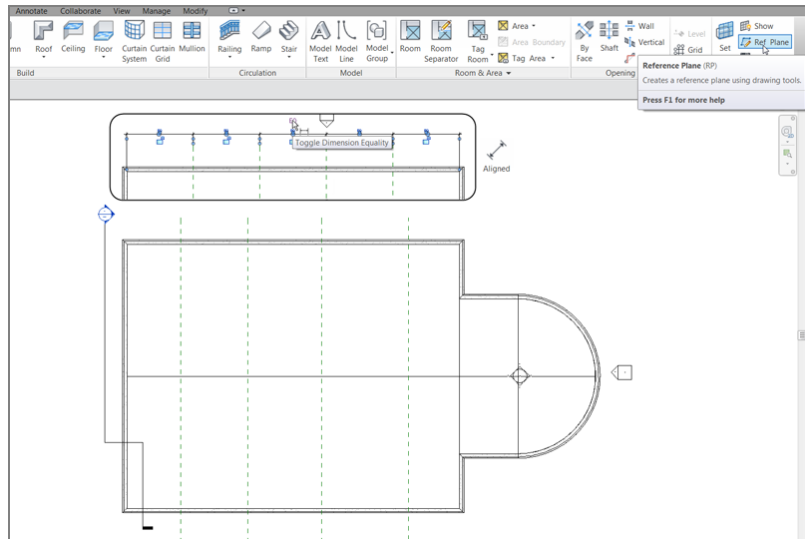 Annotate Collaborate View Manage Modify
Roof Ceiling Floor Curtain System Curtain Grid Mullion Railing Ramp Stair Model Text Model Line Model Group Room Room Separator Tag Room Area Area Boundary Tag Area By Face Shaft Wall Vertical Level Grid Set Show Ref Plane
Build Circulation Model Room & Area Opening
Reference Plane (RP)
Creates a reference plane using drawing tools.
Press F1 for more help
EQ
Toggle Dimension Equality
Aligned